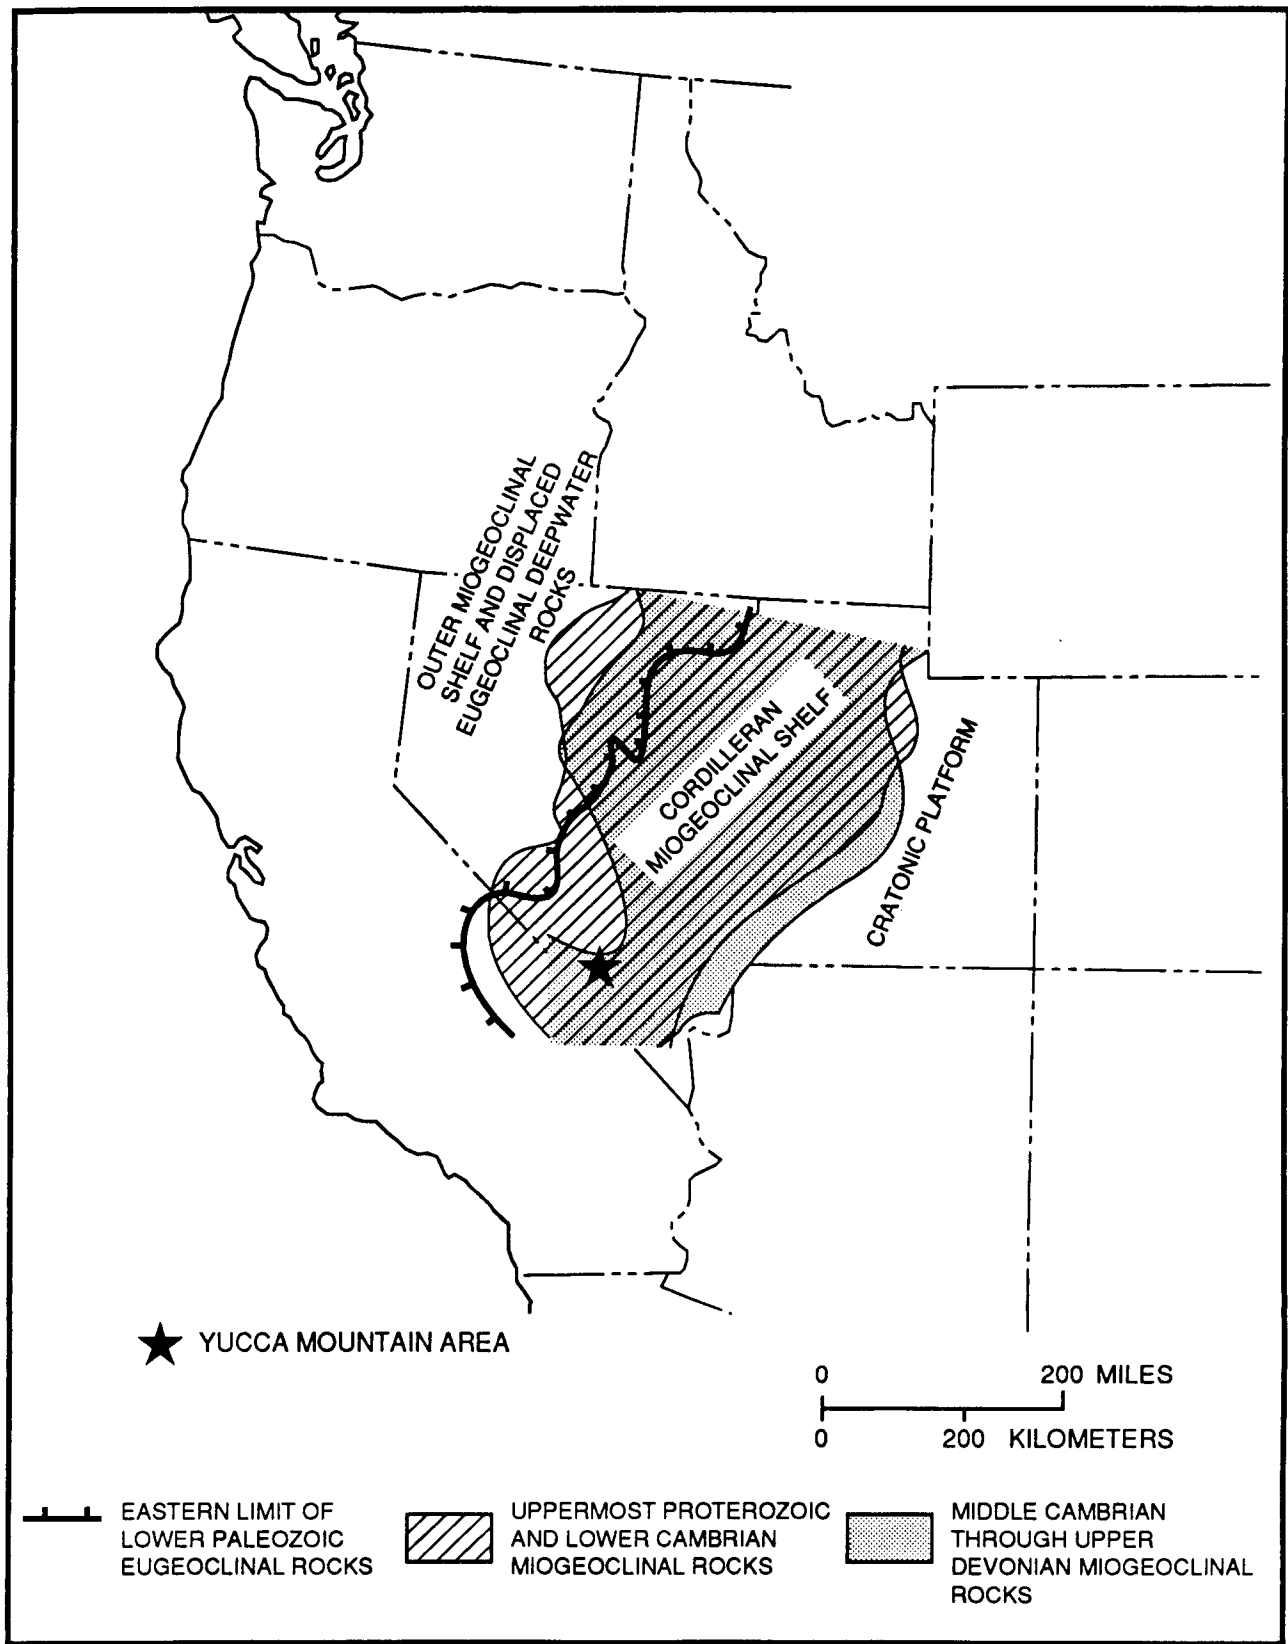 OUTER MIOGEOCLINAL
SHELF AND DISPLACED
EUGEOCLINAL DEEPWATER
ROCKS
CORDILLERAN
MIOGEOCLINAL SHELF
CRATONIC PLATFORM
YUCCA MOUNTAIN AREA
0 200 MILES
0 200 KILOMETERS
EASTERN LIMIT OF
LOWER PALEOZOIC
EUGEOCLINAL ROCKS
UPPERMOST PROTEROZOIC
AND LOWER CAMBRIAN
MIOGEOCLINAL ROCKS
MIDDLE CAMBRIAN
THROUGH UPPER
DEVONIAN MIOGEOCLINAL
ROCKS